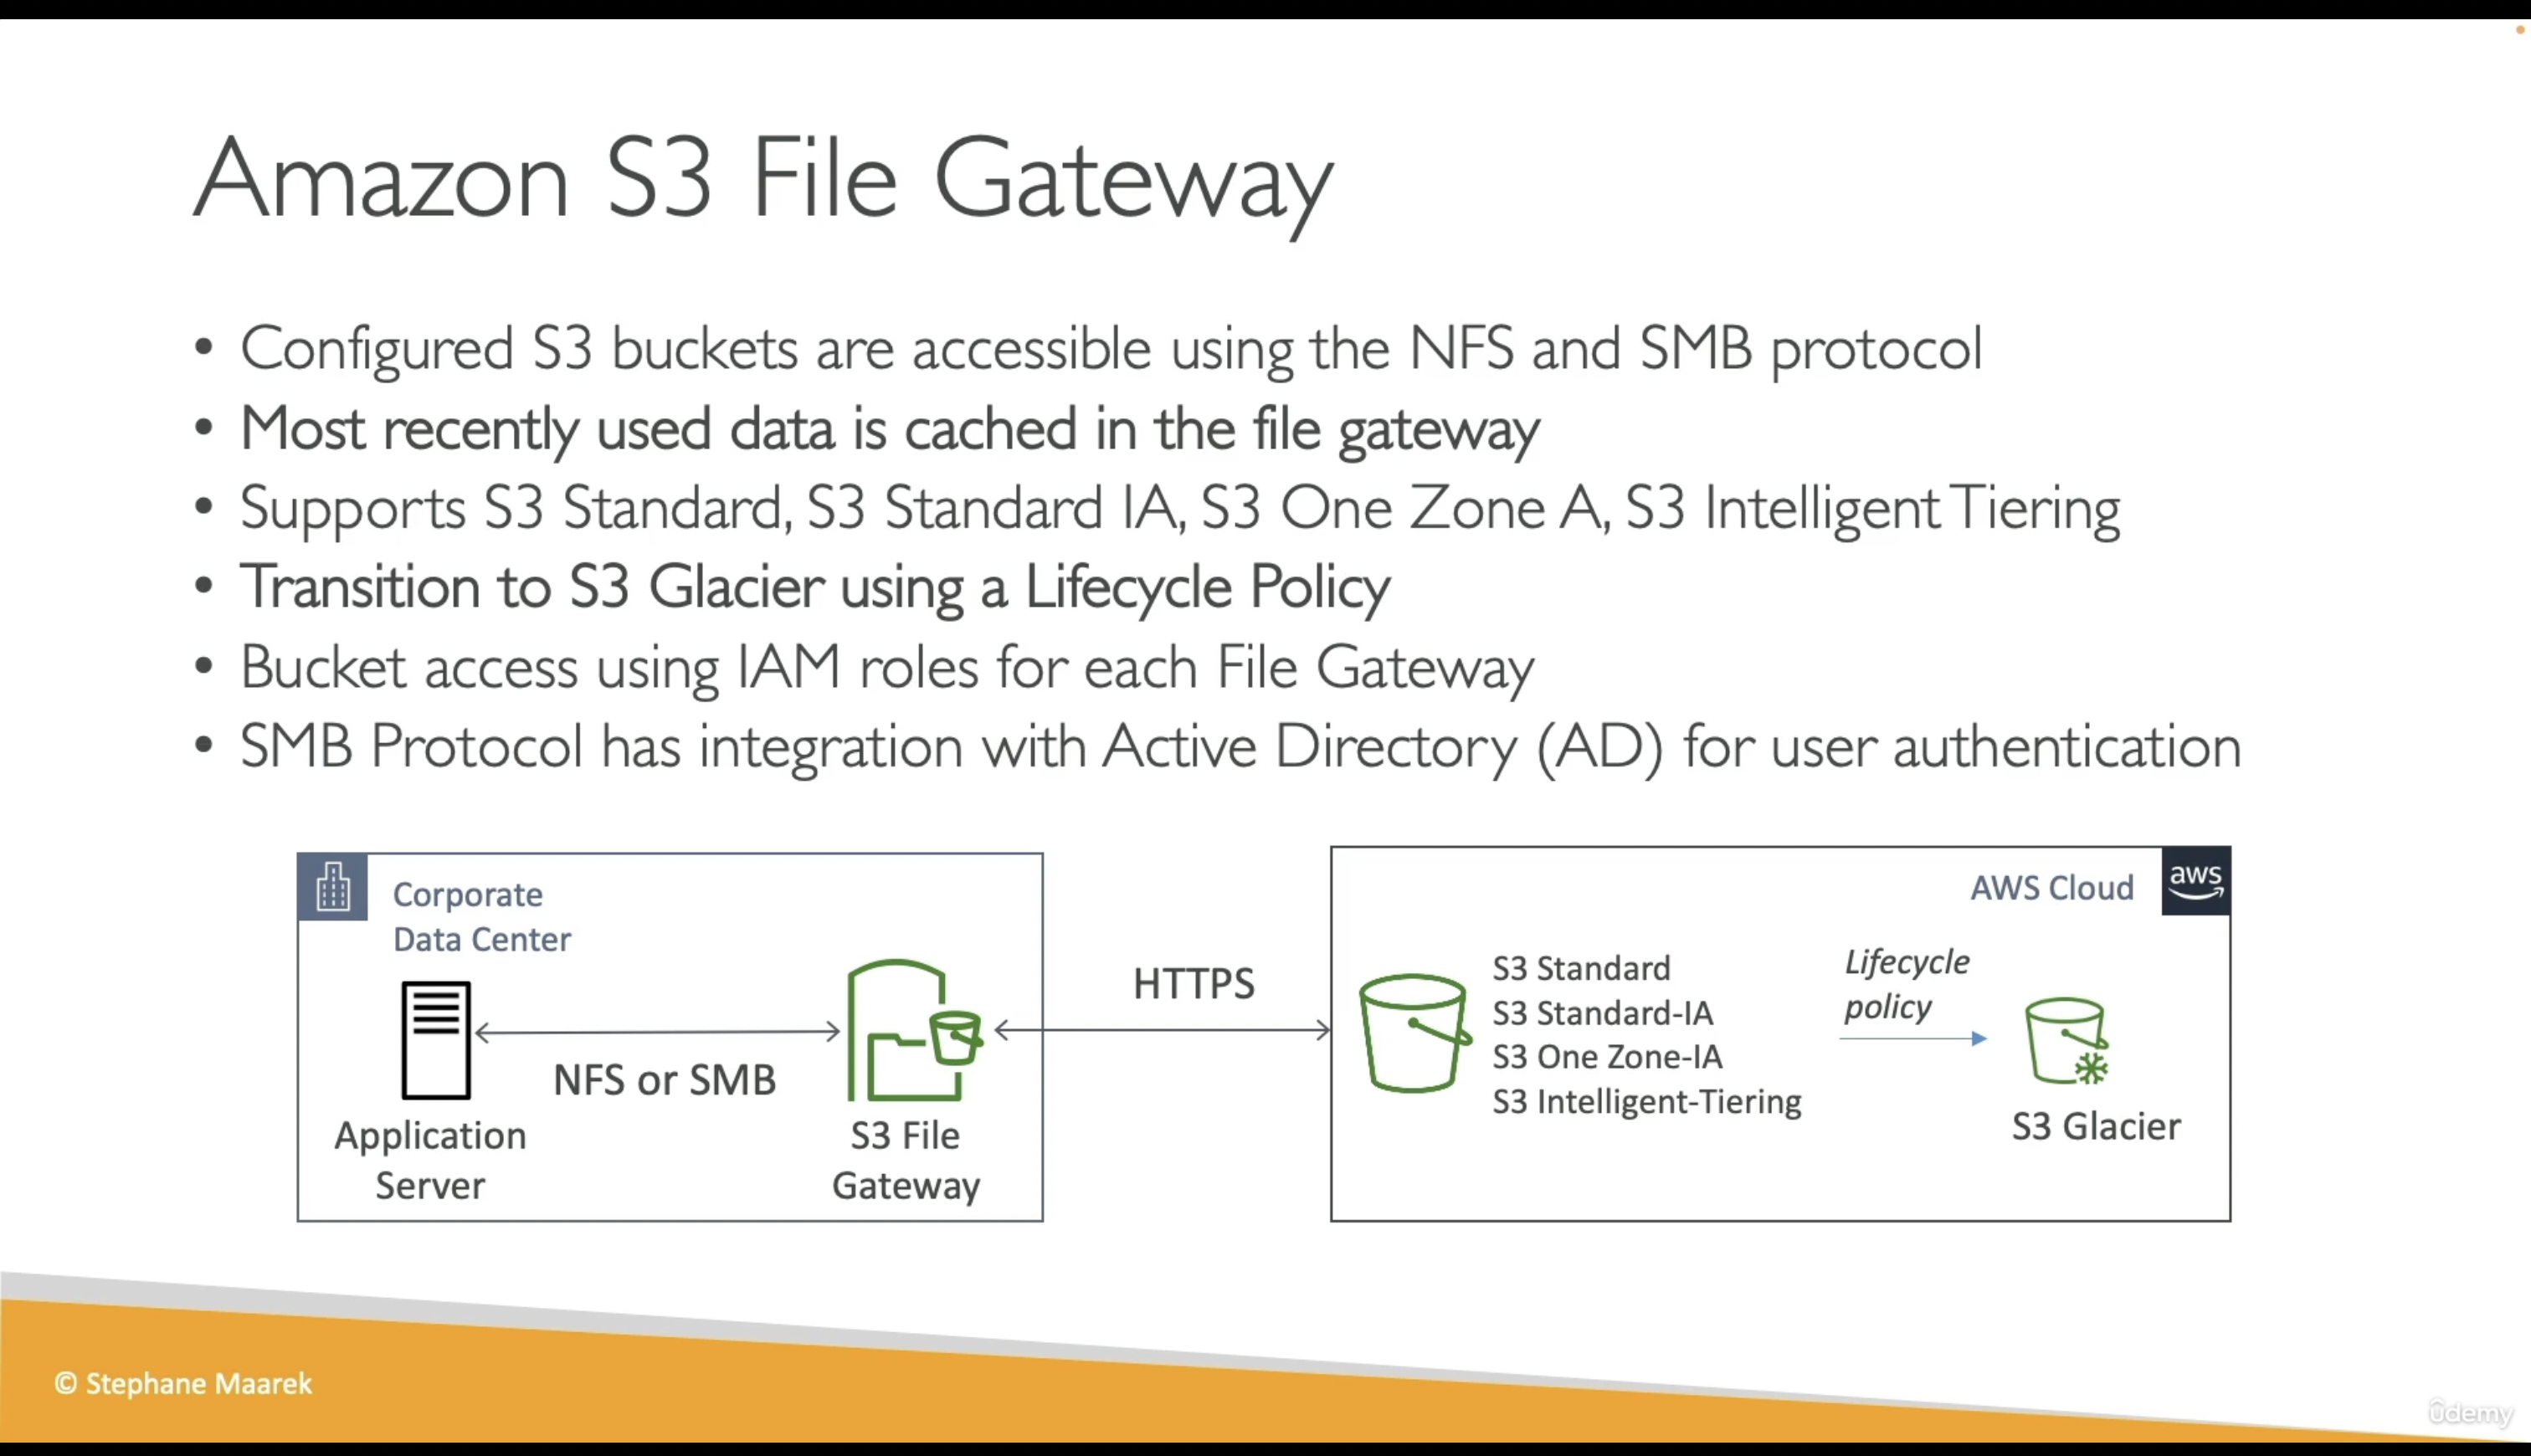 Amazon S3 File Gateway
• Configured S3 buckets are accessible using the NFS and SMB protocol
• Most recently used data is cached in the file gateway
• Supports S3 Standard, S3 Standard IA, S3 One Zone A, S3 Intelligent Tiering
• Transition to S3 Glacier using a Lifecycle Policy
• Bucket access using IAM roles for each File Gateway
• SMB Protocol has integration with Active Directory (AD) for user authentication
Corporate
Data Center
Application
Server
NFS or SMB
S3 File
Gateway
HTTPS
AWS Cloud
aws
S3 Standard
S3 Standard-IA
S3 One Zone-IA
S3 Intelligent-Tiering
Lifecycle
policy
S3 Glacier
© Stephane Maarek
ûdemy